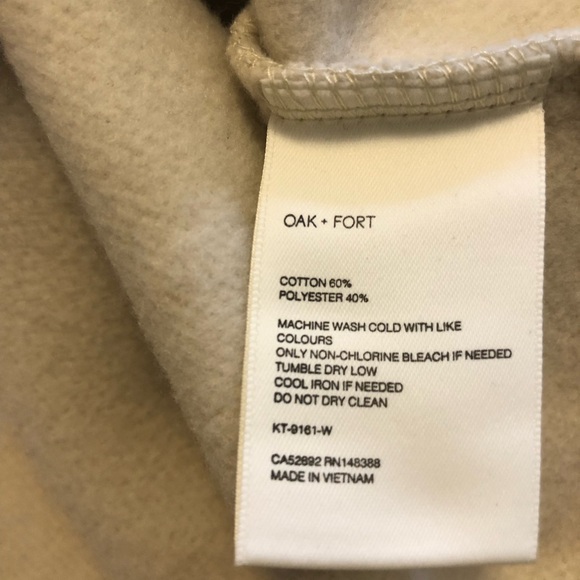 OAK + FORT
COTTON 60%
POLYESTER 40%
MACHINE WASH COLD WITH LIKE
COLOURS
ONLY NON-CHLORINE BLEACH IF NEEDED
TUMBLE DRY LOW
COOL IRON IF NEEDED
DO NOT DRY CLEAN
KT-9161-W
CA52692 RN148388
MADE IN VIETNAM